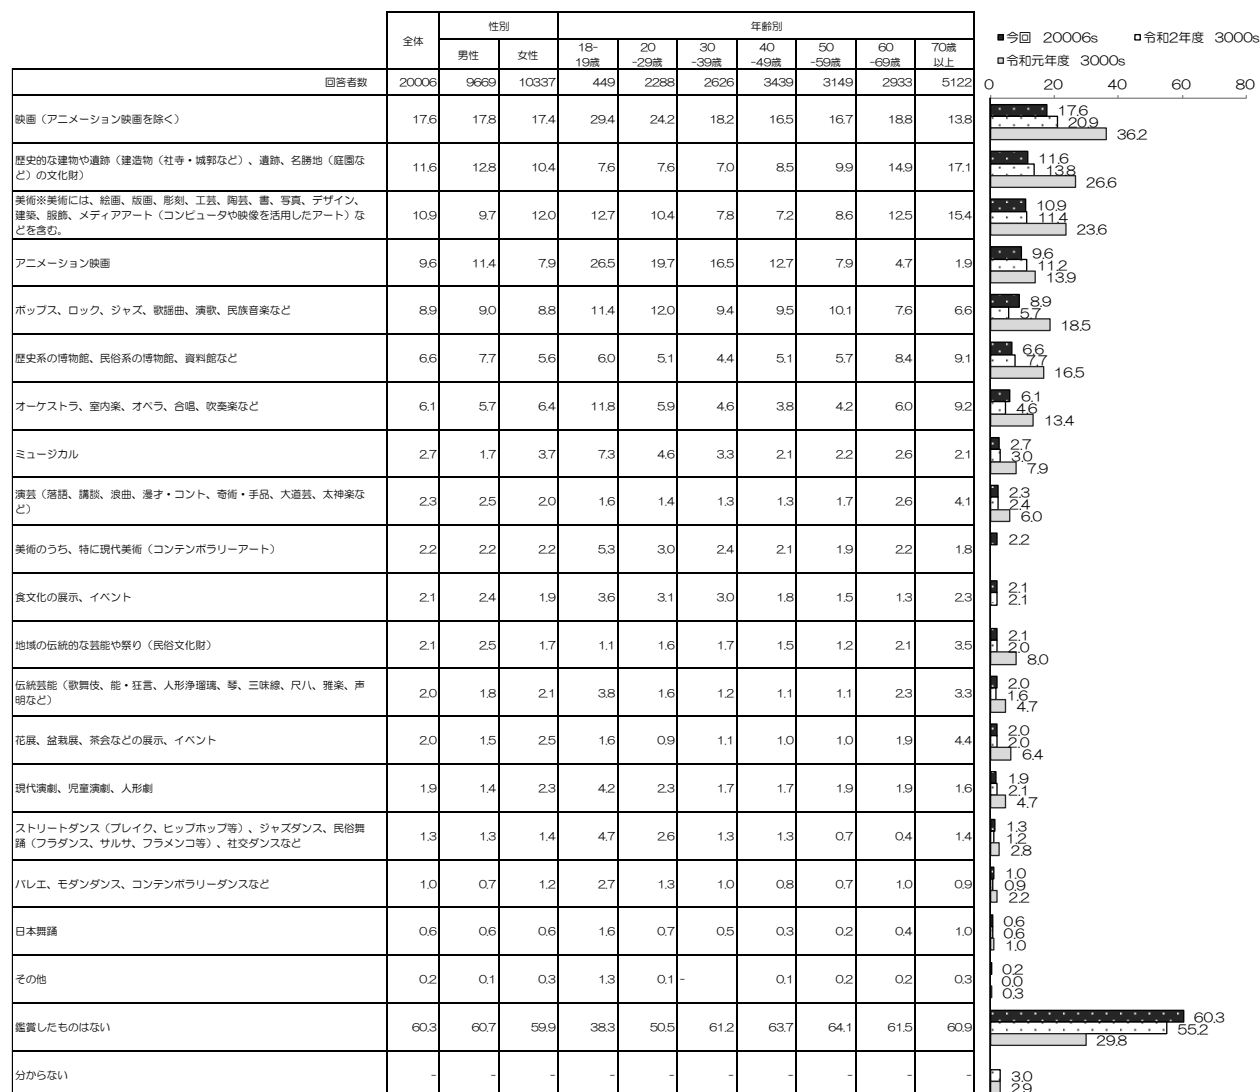 性別
年齢別
全体
男性
女性
18-
19歳
20
-29歳
30
-39歳
40
-49歳
50
-59歳
60
-69歳
70歳
以上
■今回 20006s
□令和2年度 3000s
□令和元年度 3000s
0 20 40 60 80
回答者数 20006 9669 10337 449 2288 2626 3439 3149 2933 5122
映画（アニメーション映画を除く） 17.6 17.8 17.4 29.4 24.2 18.2 16.5 16.7 18.8 13.8
17.6
20.9
36.2
歴史的な建物や遺跡（建造物（社寺・城郭など）、遺跡、名勝地（庭園な
ど）の文化財） 11.6 12.8 10.4 7.6 7.6 7.0 8.5 9.9 14.9 17.1
11.6
13.8
26.6
美術※美術には、絵画、版画、彫刻、工芸、陶芸、書、写真、デザイン、
建築、服飾、メディアアート（コンピュータや映像を活用したアート）な
どを含む。 10.9 9.7 12.0 12.7 10.4 7.8 7.2 8.6 12.5 15.4
10.9
11.4
23.6
アニメーション映画 9.6 11.4 7.9 26.5 19.7 16.5 12.7 7.9 4.7 1.9
9.6
11.2
13.9
ポップス、ロック、ジャズ、歌謡曲、演歌、民族音楽など 8.9 9.0 8.8 11.4 12.0 9.4 9.5 10.1 7.6 6.6
8.9
5.7
18.5
歴史系の博物館、民俗系の博物館、資料館など 6.6 7.7 5.6 6.0 5.1 4.4 5.1 5.7 8.4 9.1
6.6
7.7
16.5
オーケストラ、室内楽、オペラ、合唱、吹奏楽など 6.1 5.7 6.4 11.8 5.9 4.6 3.8 4.2 6.0 9.2
6.1
4.6
13.4
ミュージカル 2.7 1.7 3.7 7.3 4.6 3.3 2.1 2.2 2.6 2.1
2.7
3.0
7.9
演芸（落語、講談、浪曲、漫才・コント、奇術・手品、大道芸、太神楽な
ど） 2.3 2.5 2.0 1.6 1.4 1.3 1.3 1.7 2.6 4.1
2.3
2.4
6.0
美術のうち、特に現代美術（コンテンポラリーアート） 2.2 2.2 2.2 5.3 3.0 2.4 2.1 1.9 2.2 1.8
2.2
食文化の展示、イベント 2.1 2.4 1.9 3.6 3.1 3.0 1.8 1.5 1.3 2.3
2.1
2.1
地域の伝統的な芸能や祭り（民俗文化財） 2.1 2.5 1.7 1.1 1.6 1.7 1.5 1.2 2.1 3.5
2.1
2.0
8.0
伝統芸能（歌舞伎、能・狂言、人形浄瑠璃、琴、三味線、尺八、雅楽、声
明など） 2.0 1.8 2.1 3.8 1.6 1.2 1.1 1.1 2.3 3.3
2.0
1.6
4.7
花展、盆栽展、茶会などの展示、イベント 2.0 1.5 2.5 1.6 0.9 1.1 1.0 1.0 1.9 4.4
2.0
2.0
6.4
現代演劇、児童演劇、人形劇 1.9 1.4 2.3 4.2 2.3 1.7 1.7 1.9 1.9 1.6
1.9
2.1
4.7
ストリートダンス（ブレイク、ヒップホップ等）、ジャズダンス、民俗舞
踊（フラダンス、サルサ、フラメンコ等）、社交ダンスなど 1.3 1.3 1.4 4.7 2.6 1.3 1.3 0.7 0.4 1.4
1.3
1.2
2.8
バレエ、モダンダンス、コンテンポラリーダンスなど 1.0 0.7 1.2 2.7 1.3 1.0 0.8 0.7 1.0 0.9
1.0
0.9
2.2
日本舞踊 0.6 0.6 0.6 1.6 0.7 0.5 0.3 0.2 0.4 1.0
0.6
0.6
1.0
その他 0.2 0.1 0.3 1.3 0.1 - 0.1 0.2 0.2 0.3
0.2
0.0
0.3
鑑賞したものはない 60.3 60.7 59.9 38.3 50.5 61.2 63.7 64.1 61.5 60.9
60.3
55.2
29.8
分からない - - - - - - - - - -
3.0
2.9